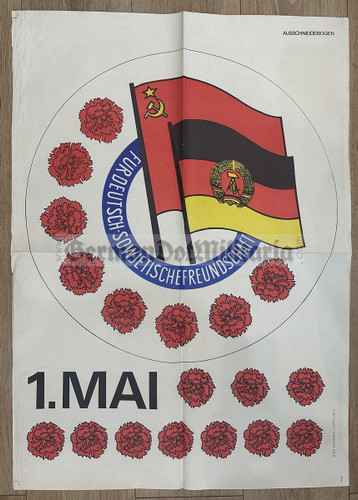 AUSSCHNEIDEBOGEN
FÜR DEUTSCH-SOWJETISCHE FREUNDSCHAFT
1.MAI